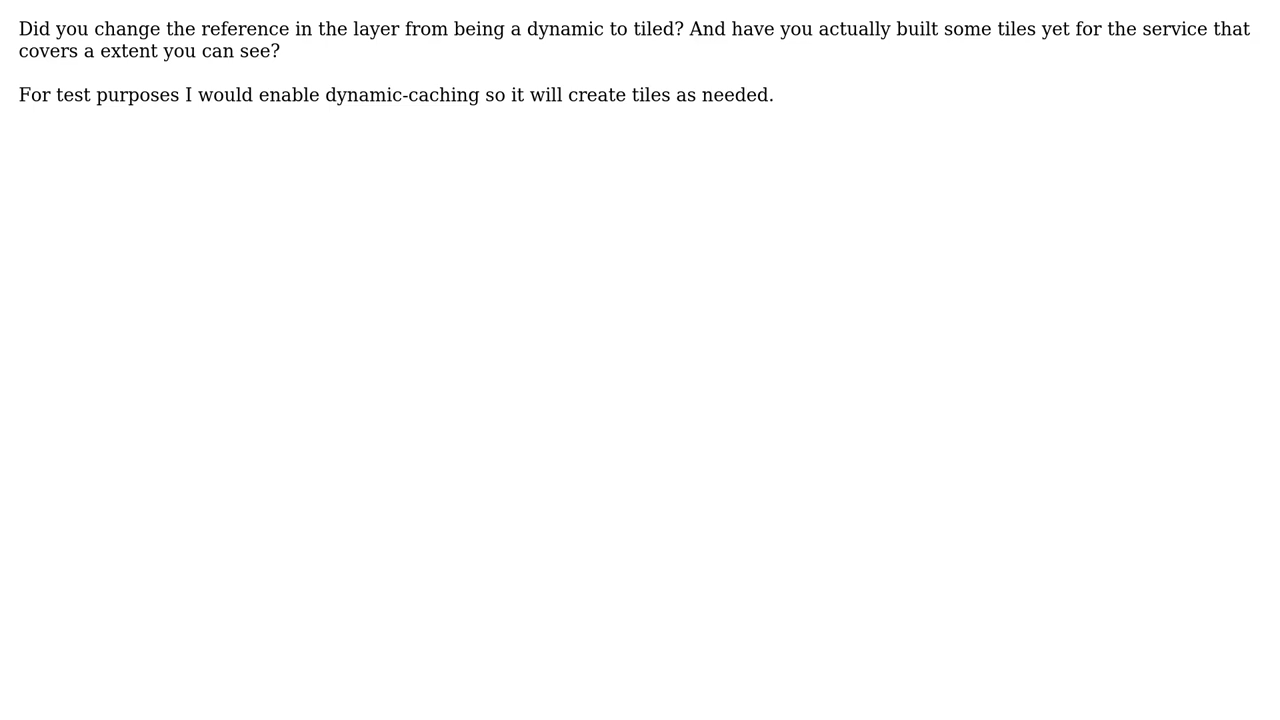 Did you change the reference in the layer from being a dynamic to tiled? And have you actually built some tiles yet for the service that
covers a extent you can see?
For test purposes I would enable dynamic-caching so it will create tiles as needed.